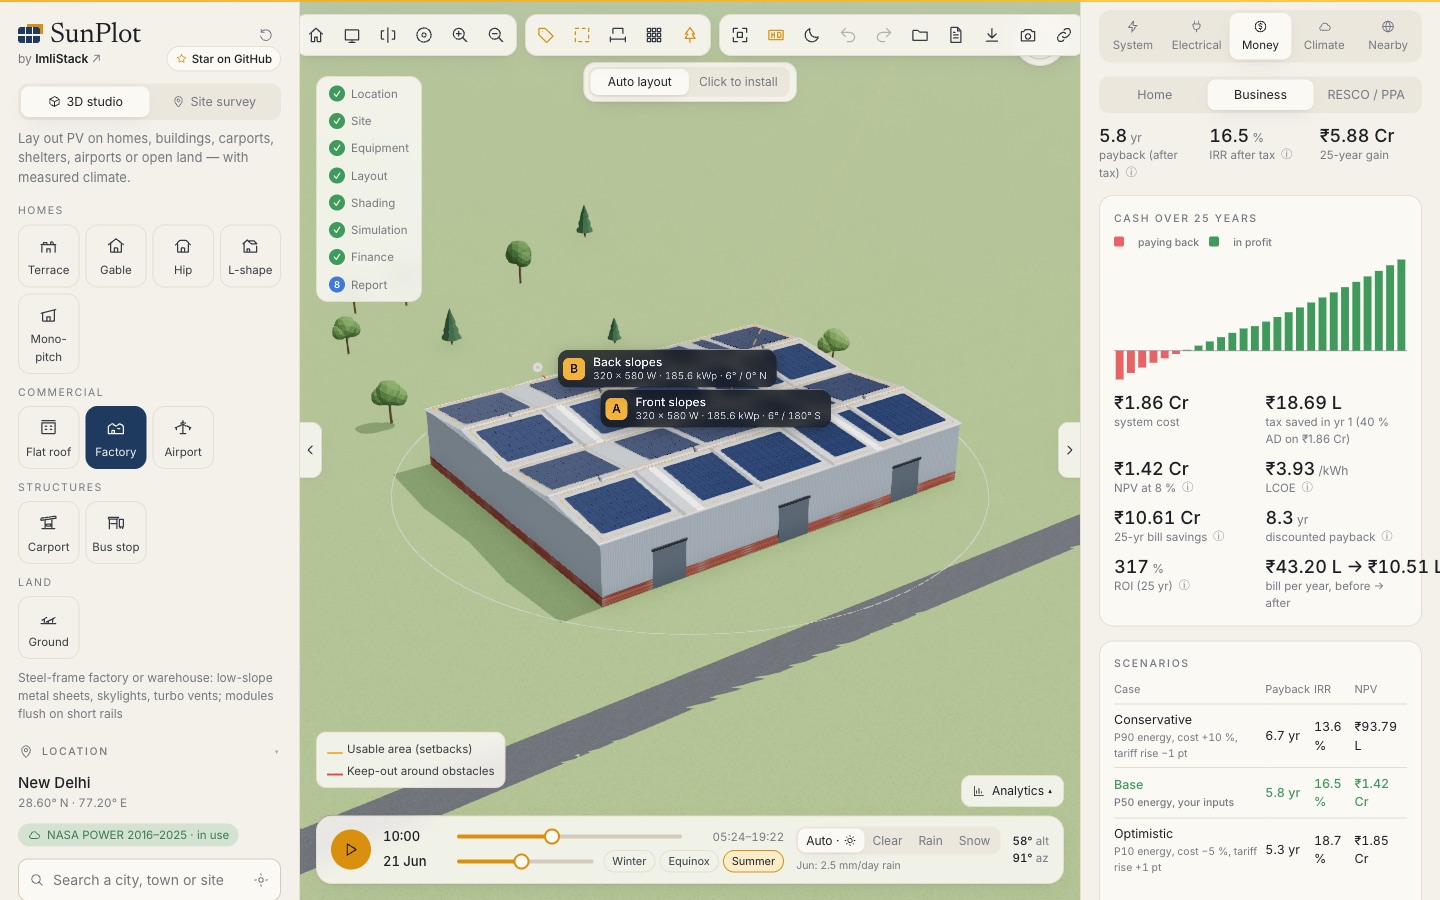 SunPlot
by ImliStack ↗
Star on GitHub
3D studio
Site survey
Lay out PV on homes, buildings, carports,
shelters, airports or open land — with
measured climate.
HOMES
Terrace
Gable
Hip
L-shape
Mono-
pitch
COMMERCIAL
Flat roof
Factory
Airport
STRUCTURES
Carport
Bus stop
LAND
Ground
Steel-frame factory or warehouse: low-slope
metal sheets, skylights, turbo vents; modules
flush on short rails
LOCATION
New Delhi
28.60° N · 77.20° E
NASA POWER 2016–2025 · in use
Search a city, town or site
HD
Auto layout
Click to install
Location
Site
Equipment
Layout
Shading
Simulation
Finance
8 Report
B Back slopes
320 × 580 W · 185.6 kWp · 6° / 0° N
A Front slopes
320 × 580 W · 185.6 kWp · 6° / 180° S
Usable area (setbacks)
Keep-out around obstacles
Analytics
10:00
05:24–19:22
21 Jun
Winter
Equinox
Summer
Auto ·
Clear
Rain
Snow
Jun: 2.5 mm/day rain
58° alt
91° az
System
Electrical
Money
Climate
Nearby
Home
Business
RESCO / PPA
5.8 yr
payback (after
tax)
16.5 %
IRR after tax
₹5.88 Cr
25-year gain
CASH OVER 25 YEARS
paying back
in profit
₹1.86 Cr
system cost
₹18.69 L
tax saved in yr 1 (40 %
AD on ₹1.86 Cr)
₹1.42 Cr
NPV at 8 %
₹3.93 /kWh
LCOE
₹10.61 Cr
25-yr bill savings
8.3 yr
discounted payback
317 %
ROI (25 yr)
₹43.20 L → ₹10.51 L
bill per year, before →
after
SCENARIOS
Case Payback IRR NPV
Conservative
P90 energy, cost +10 %,
tariff rise −1 pt
6.7 yr
13.6
%
₹93.79
L
Base
P50 energy, your inputs
5.8 yr
16.5
%
₹1.42
Cr
Optimistic
P10 energy, cost −5 %, tariff
rise +1 pt
5.3 yr
18.7
%
₹1.85
Cr